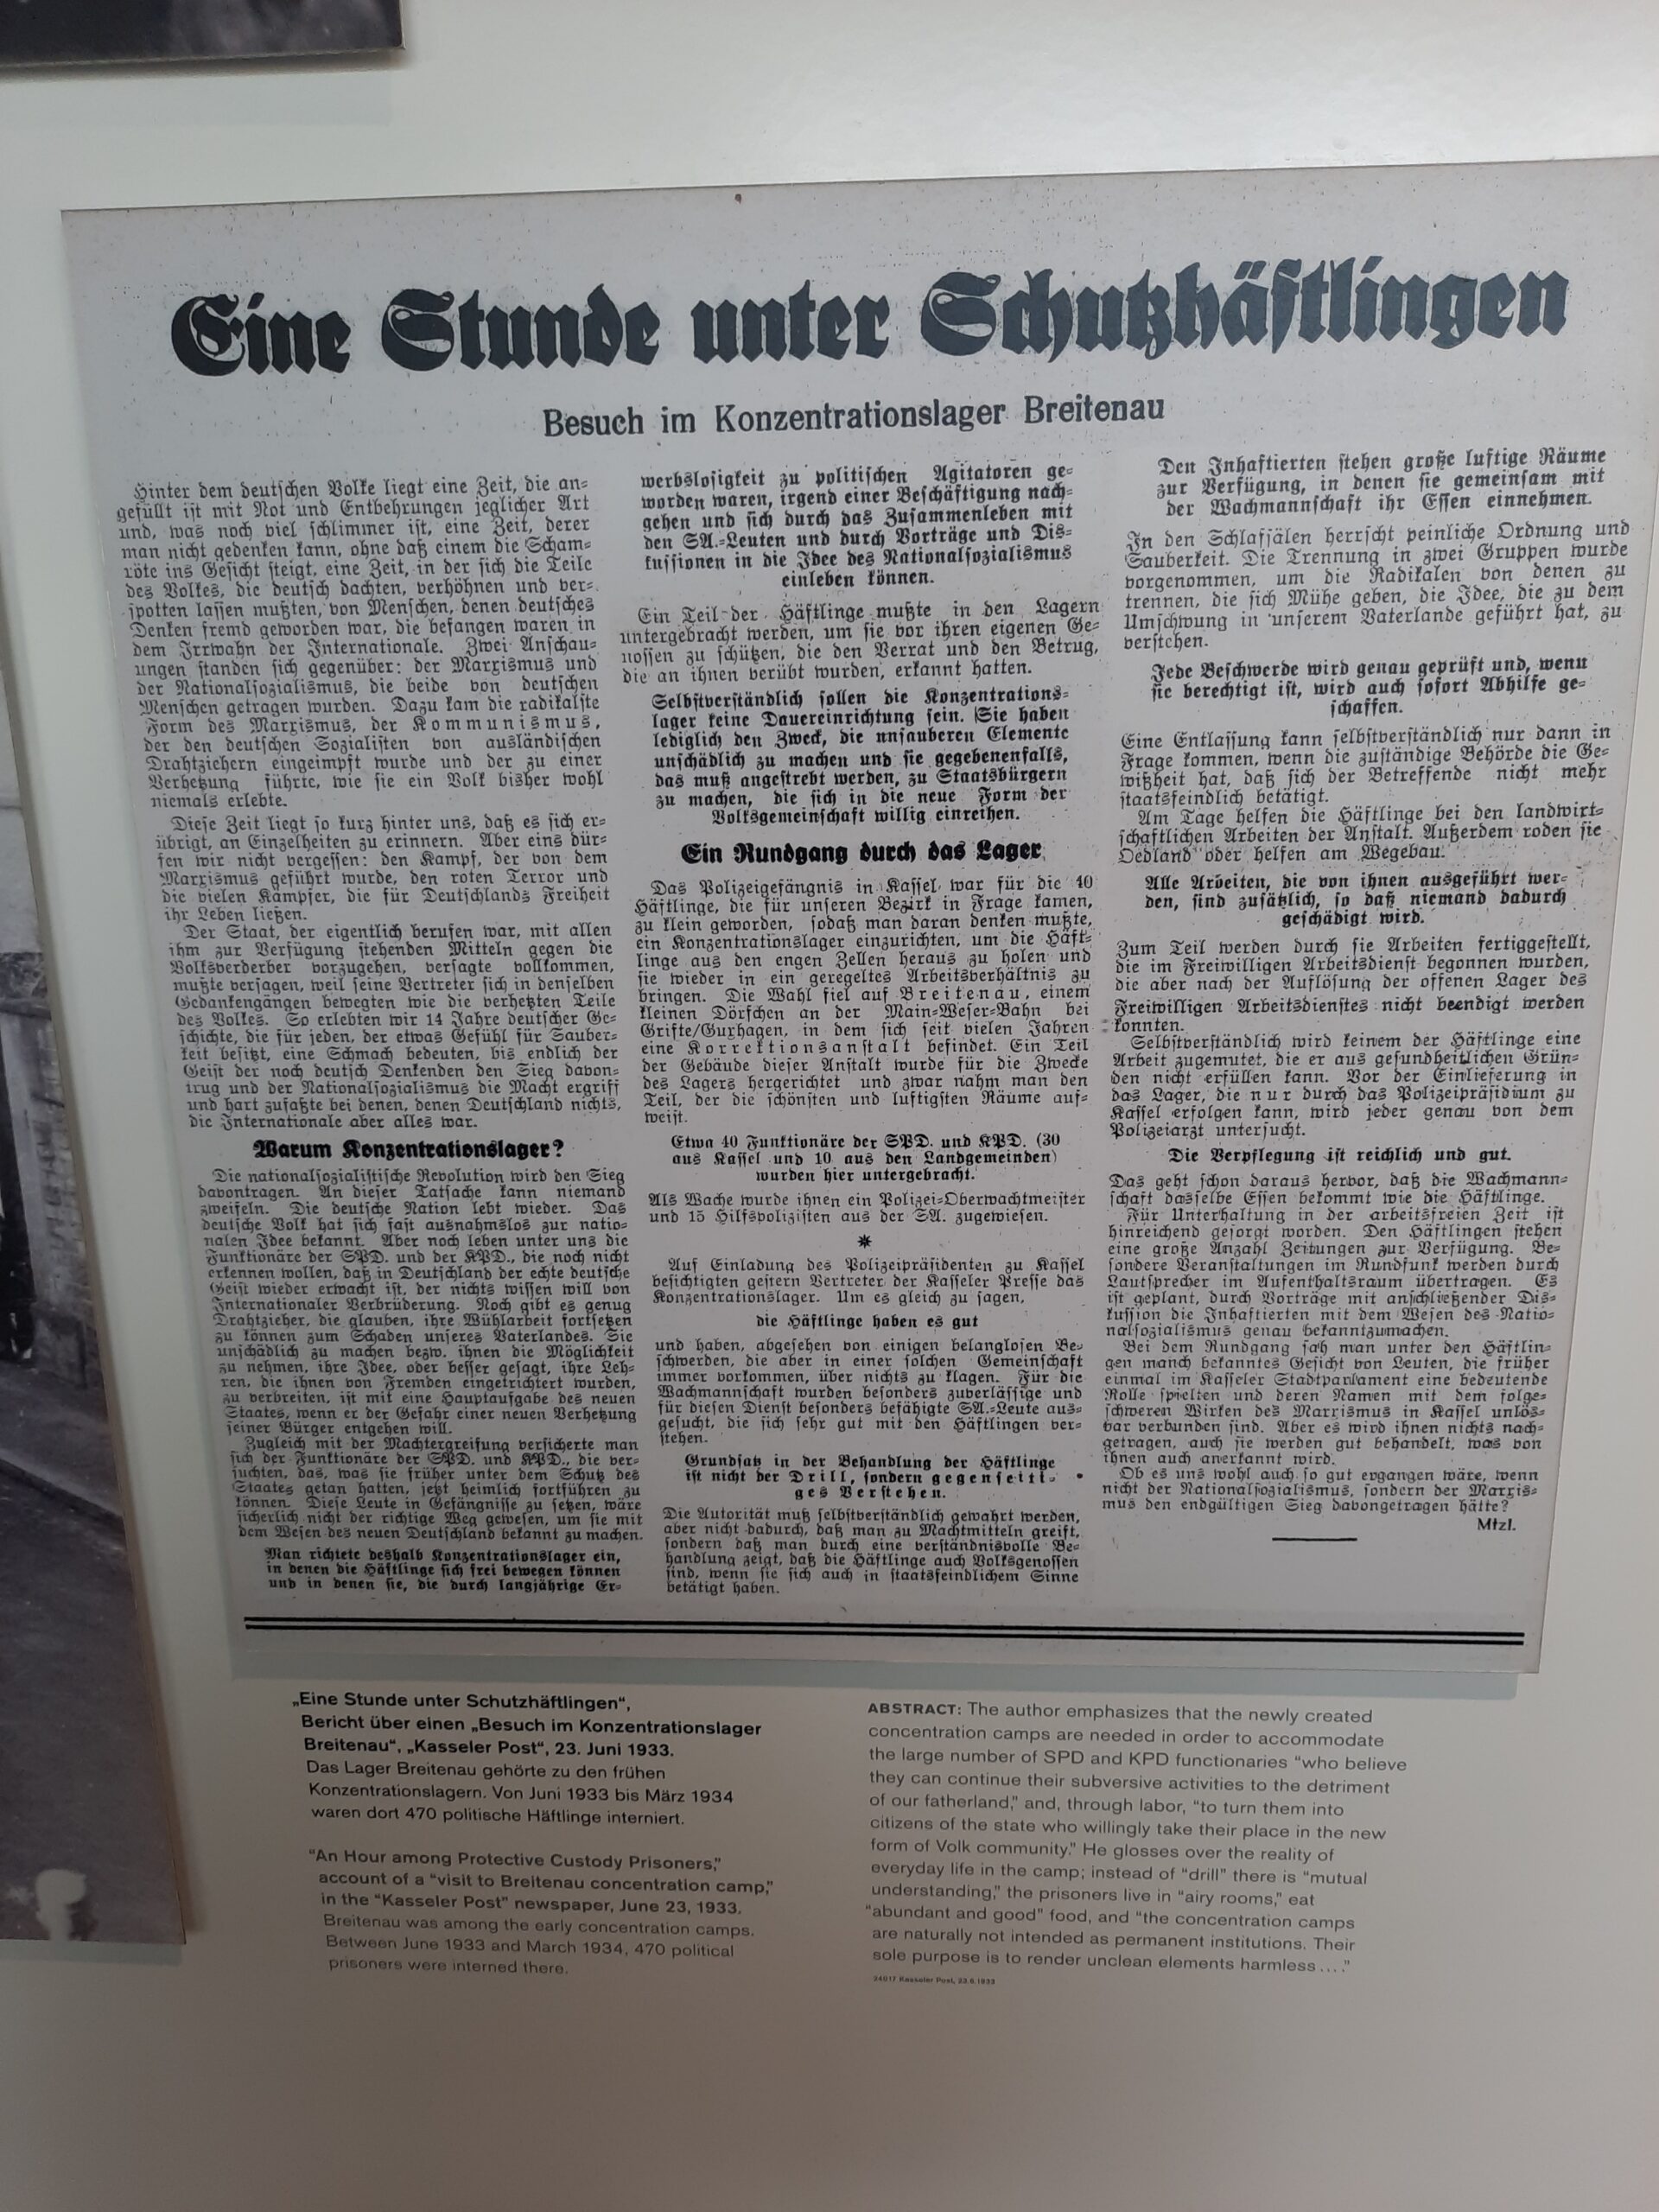 Eine Stunde unter Schutzhäftlingen
Besuch im Konzentrationslager Breitenau
Hinter dem deutschen Volke liegt eine Zeit, die an-
gefüllt ist mit Not und Entbehrungen jeglicher Art
und, was noch viel schlimmer ist, eine Zeit, derer
man nicht gedenken kann, ohne daß einem die Scham-
röte ins Gesicht steigt, eine Zeit, in der sich die Teile
des Volkes, die deutsch dachten, verhöhnen und ver-
spotten lassen mußten, von Menschen, denen deutsches
Denken fremd geworden war, die befangen waren in
dem Irrwahn der Internationale. Zwei Anschau-
ungen standen sich gegenüber: der Marxismus und
der Nationalsozialismus, die beide von deutschen
Menschen getragen wurden. Dazu kam die radikalste
Form des Marxismus, der Kommunismus,
der den deutschen Sozialisten von ausländischen
Drahtziehern eingeimpft wurde und der zu einer
Verhetzung führte, wie sie ein Volk bisher wohl
niemals erlebte.
Diese Zeit liegt so kurz hinter uns, daß es sich er-
übrigt, an Einzelheiten zu erinnern. Aber eins dür-
fen wir nicht vergessen: den Kampf, der von dem
Marxismus geführt wurde, den roten Terror und
die vielen Kämpfer, die für Deutschlands Freiheit
ihr Leben ließen.
Der Staat, der eigentlich berufen war, mit allen
ihm zur Verfügung stehenden Mitteln gegen die
Volksverderber vorzugehen, versagte vollkommen,
mußte versagen, weil seine Vertreter sich in denselben
Gedankengängen bewegten wie die verhetzten Teile
des Volkes. So erlebten wir 14 Jahre deutscher Ge-
schichte, die für jeden, der etwas Gefühl für Sauber-
keit besitzt, eine Schmach bedeuten, bis endlich der
Geist der noch deutsch Denkenden den Sieg davon-
trug und der Nationalsozialismus die Macht ergriff
und hart zufaßte bei denen, denen Deutschland nichts,
die Internationale aber alles war.
Warum Konzentrationslager?
Die nationalsozialistische Revolution wird den Sieg
davontragen. An dieser Tatsache kann niemand
zweifeln. Die deutsche Nation lebt wieder. Das
deutsche Volk hat sich fast ausnahmslos zur natio-
nalen Idee bekannt. Aber noch leben unter uns die
Funktionäre der SPD. und der KPD., die noch nicht
erkennen wollen, daß in Deutschland der echte deutsche
Geist wieder erwacht ist, der nichts wissen will von
Internationaler Verbrüderung. Noch gibt es genug
Drahtzieher, die glauben, ihre Wühlarbeit fortsetzen
zu können zum Schaden unseres Vaterlandes. Sie
unschädlich zu machen bezw. ihnen die Möglichkeit
zu nehmen, ihre Idee, oder besser gesagt, ihre Leh-
ren, die ihnen von Fremden eingetrichtert wurden,
zu verbreiten, ist mit eine Hauptaufgabe des neuen
Staates, wenn er der Gefahr einer neuen Verhetzung
seiner Bürger entgehen will.
Zugleich mit der Machtergreifung versicherte man
sich der Funktionäre der SPD. und KPD., die ver-
suchten, das, was sie früher unter dem Schutz des
Staates getan hatten, jetzt heimlich fortführen zu
können. Diese Leute in Gefängnisse zu setzen, wäre
sicherlich nicht der richtige Weg gewesen, um sie mit
dem Wesen des neuen Deutschland bekannt zu machen.
Man richtete deshalb Konzentrationslager ein,
in denen die Häftlinge sich frei bewegen können
und in denen sie, die durch langjährige Er-
werbslosigkeit zu politischen Agitatoren ge-
worden waren, irgend einer Beschäftigung nach-
gehen und sich durch das Zusammenleben mit
den SA.-Leuten und durch Vorträge und Dis-
kussionen in die Idee des Nationalsozialismus
einleben können.
Ein Teil der Häftlinge mußte in den Lagern
untergebracht werden, um sie vor ihren eigenen Ge-
nossen zu schützen, die den Verrat und den Betrug,
die an ihnen verübt wurden, erkannt hatten.
Selbstverständlich sollen die Konzentrations-
lager keine Dauereinrichtung sein. Sie haben
lediglich den Zweck, die unsauberen Elemente
unschädlich zu machen und sie gegebenenfalls,
das muß angestrebt werden, zu Staatsbürgern
zu machen, die sich in die neue Form der
Volksgemeinschaft willig einreihen.
Ein Rundgang durch das Lager
Das Polizeigefängnis in Kassel war für die 40
Häftlinge, die für unseren Bezirk in Frage kamen,
zu klein geworden, sodaß man daran denken mußte,
ein Konzentrationslager einzurichten, um die Häft-
linge aus den engen Zellen heraus zu holen und
sie wieder in ein geregeltes Arbeitsverhältnis zu
bringen. Die Wahl fiel auf Breitenau, einem
kleinen Dörfchen an der Main-Weser-Bahn bei
Grifte/Guxhagen, in dem sich seit vielen Jahren
eine Korrektionsanstalt befindet. Ein Teil
der Gebäude dieser Anstalt wurde für die Zwecke
des Lagers hergerichtet und zwar nahm man den
Teil, der die schönsten und luftigsten Räume auf-
weist.
Etwa 40 Funktionäre der SPD. und KPD. (30
aus Kassel und 10 aus den Landgemeinden)
wurden hier untergebracht.
Als Wache wurde ihnen ein Polizei-Oberwachtmeister
und 15 Hilfspolizisten aus der SA. zugewiesen.
*
Auf Einladung des Polizeipräsidenten zu Kassel
besichtigten gestern Vertreter der Kasseler Presse das
Konzentrationslager. Um es gleich zu sagen,
die Häftlinge haben es gut
und haben, abgesehen von einigen belanglosen Be-
schwerden, die aber in einer solchen Gemeinschaft
immer vorkommen, über nichts zu klagen. Für die
Wachmannschaft wurden besonders zuverlässige und
für diesen Dienst besonders befähigte SA.-Leute aus-
gesucht, die sich sehr gut mit den Häftlingen ver-
stehen.
Grundsatz in der Behandlung der Häftlinge
ist nicht der Drill, sondern gegenseiti-
ges Verstehen.
Die Autorität muß selbstverständlich gewahrt werden,
aber nicht dadurch, daß man zu Machtmitteln greift,
sondern daß man durch eine verständnisvolle Be-
handlung zeigt, daß die Häftlinge auch Volksgenossen
sind, wenn sie sich auch in staatsfeindlichem Sinne
betätigt haben.
Den Inhaftierten stehen große luftige Räume
zur Verfügung, in denen sie gemeinsam mit
der Wachmannschaft ihr Essen einnehmen.
In den Schlafsälen herrscht peinliche Ordnung und
Sauberkeit. Die Trennung in zwei Gruppen wurde
vorgenommen, um die Radikalen von denen zu
trennen, die sich Mühe geben, die Idee, die zu dem
Umschwung in unserem Vaterlande geführt hat, zu
verstehen.
Jede Beschwerde wird genau geprüft und, wenn
sie berechtigt ist, wird auch sofort Abhilfe ge-
schaffen.
Eine Entlassung kann selbstverständlich nur dann in
Frage kommen, wenn die zuständige Behörde die Ge-
wißheit hat, daß sich der Betreffende nicht mehr
staatsfeindlich betätigt.
Am Tage helfen die Häftlinge bei den landwirt-
schaftlichen Arbeiten der Anstalt. Außerdem roden sie
Oedland oder helfen am Wegebau.
Alle Arbeiten, die von ihnen ausgeführt wer-
den, sind zusätzlich, so daß niemand dadurch
geschädigt wird.
Zum Teil werden durch sie Arbeiten fertiggestellt,
die im Freiwilligen Arbeitsdienst begonnen wurden,
die aber nach der Auflösung der offenen Lager des
Freiwilligen Arbeitsdienstes nicht beendigt werden
konnten.
Selbstverständlich wird keinem der Häftlinge eine
Arbeit zugemutet, die er aus gesundheitlichen Grün-
den nicht erfüllen kann. Vor der Einlieferung in
das Lager, die nur durch das Polizeipräsidium zu
Kassel erfolgen kann, wird jeder genau von dem
Polizeiarzt untersucht.
Die Verpflegung ist reichlich und gut.
Das geht schon daraus hervor, daß die Wachmann-
schaft dasselbe Essen bekommt wie die Häftlinge.
Für Unterhaltung in der arbeitsfreien Zeit ist
hinreichend gesorgt worden. Den Häftlingen stehen
eine große Anzahl Zeitungen zur Verfügung. Be-
sondere Veranstaltungen im Rundfunk werden durch
Lautsprecher im Aufenthaltsraum übertragen. Es
ist geplant, durch Vorträge mit anschließender Dis-
kussion die Inhaftierten mit dem Wesen des Natio-
nalsozialismus genau bekanntzumachen.
Bei dem Rundgang sah man unter den Häftlin-
gen manch bekanntes Gesicht von Leuten, die früher
einmal im Kasseler Stadtparlament eine bedeutende
Rolle spielten und deren Namen mit dem folge-
schweren Wirken des Marxismus in Kassel unlös-
bar verbunden sind. Aber es wird ihnen nichts nach-
getragen, auch sie werden gut behandelt, was von
ihnen auch anerkannt wird.
Ob es uns wohl auch so gut ergangen wäre, wenn
nicht der Nationalsozialismus, sondern der Marxis-
mus den endgültigen Sieg davongetragen hätte?
Mtzl.
„Eine Stunde unter Schutzhäftlingen“,
Bericht über einen „Besuch im Konzentrationslager
Breitenau“, „Kasseler Post“, 23. Juni 1933.
Das Lager Breitenau gehörte zu den frühen
Konzentrationslagern. Von Juni 1933 bis März 1934
waren dort 470 politische Häftlinge interniert.
“An Hour among Protective Custody Prisoners,”
account of a “visit to Breitenau concentration camp,”
in the “Kasseler Post” newspaper, June 23, 1933.
Breitenau was among the early concentration camps.
Between June 1933 and March 1934, 470 political
prisoners were interned there.
ABSTRACT: The author emphasizes that the newly created
concentration camps are needed in order to accommodate
the large number of SPD and KPD functionaries “who believe
they can continue their subversive activities to the detriment
of our fatherland,” and, through labor, “to turn them into
citizens of the state who willingly take their place in the new
form of Volk community.” He glosses over the reality of
everyday life in the camp; instead of “drill” there is “mutual
understanding,” the prisoners live in “airy rooms,” eat
“abundant and good” food, and “the concentration camps
are naturally not intended as permanent institutions. Their
sole purpose is to render unclean elements harmless ....”
24017 Kasseler Post, 23.6.1933